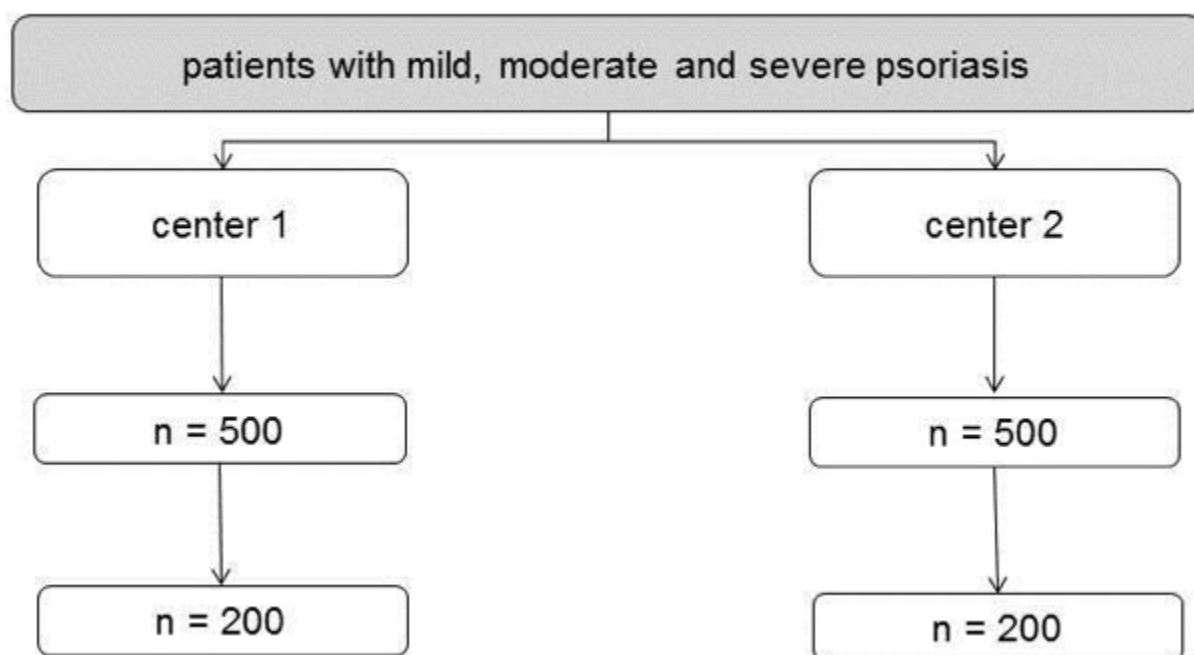 patients with mild, moderate and severe psoriasis
center 1
center 2
n = 500
n = 500
n = 200
n = 200